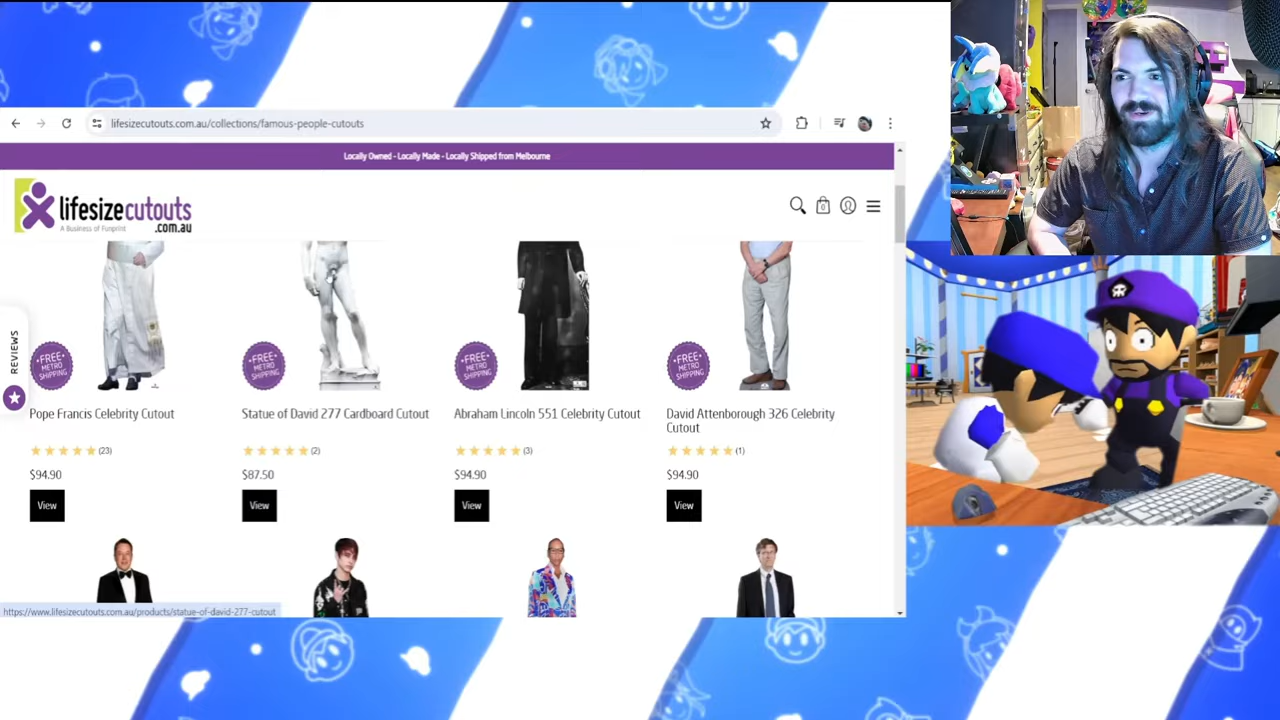 lifesizecutouts.com.au/collections/famous-people-cutouts
Locally Owned - Locally Made - Locally Shipped from Melbourne
lifesizecutouts
.com.au
A Business of Funprint
0
REVIEWS
FREE METRO SHIPPING
FREE METRO SHIPPING
FREE METRO SHIPPING
FREE METRO SHIPPING
Pope Francis Celebrity Cutout
(23)
$94.90
View
Statue of David 277 Cardboard Cutout
(2)
$87.50
View
Abraham Lincoln 551 Celebrity Cutout
(3)
$94.90
View
David Attenborough 326 Celebrity
Cutout
(1)
$94.90
View
https://www.lifesizecutouts.com.au/products/statue-of-david-277-cutout